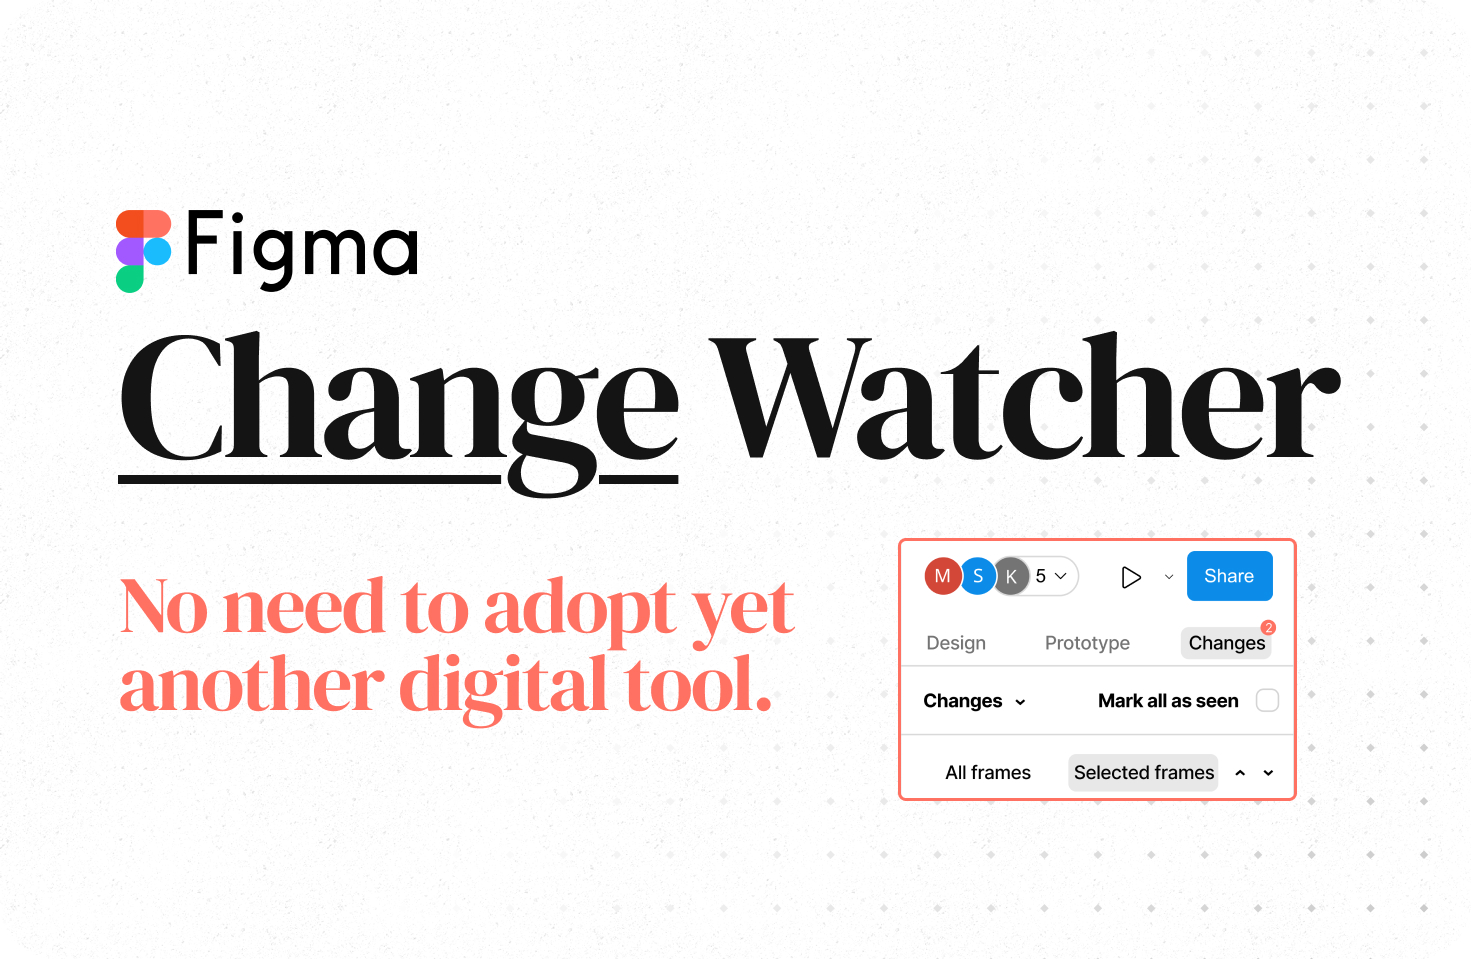 Figma
Change Watcher
No need to adopt yet
another digital tool.
M S K 5 Share
Design Prototype Changes 2
Changes Mark all as seen
All frames Selected frames